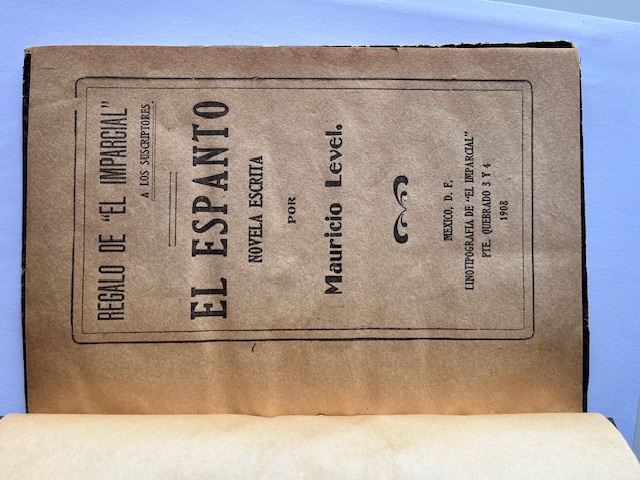 REGALO DE "EL IMPARCIAL"
A LOS SUSCRIPTORES
EL ESPANTO
NOVELA ESCRITA
POR
Mauricio Level.
MEXICO, D. F.
LINOTIPOGRAFIA DE "EL IMPARCIAL"
PTE. QUEBRADO 3 Y 4
1908